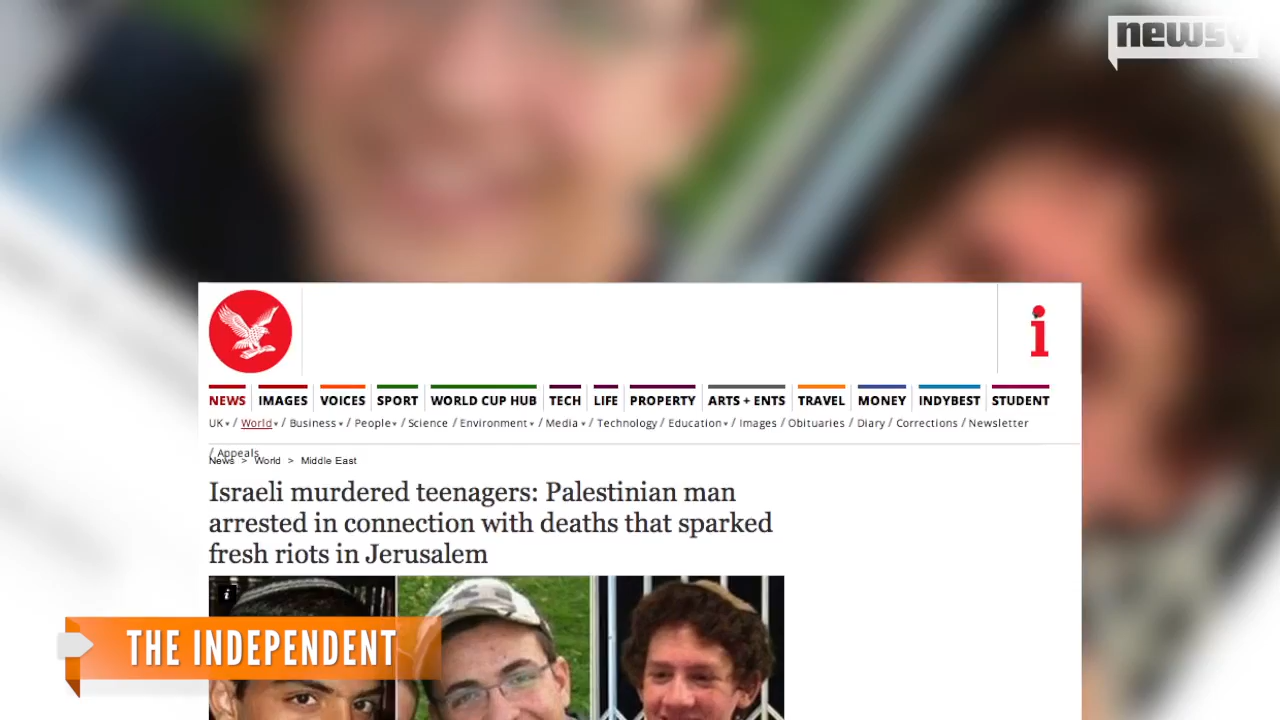 newsy
i
NEWS IMAGES VOICES SPORT WORLD CUP HUB TECH LIFE PROPERTY ARTS + ENTS TRAVEL MONEY INDYBEST STUDENT
UK / World / Business / People / Science / Environment / Media / Technology / Education / Images / Obituaries / Diary / Corrections / Newsletter
/ Appeals
News > World > Middle East
Israeli murdered teenagers: Palestinian man
arrested in connection with deaths that sparked
fresh riots in Jerusalem
THE INDEPENDENT